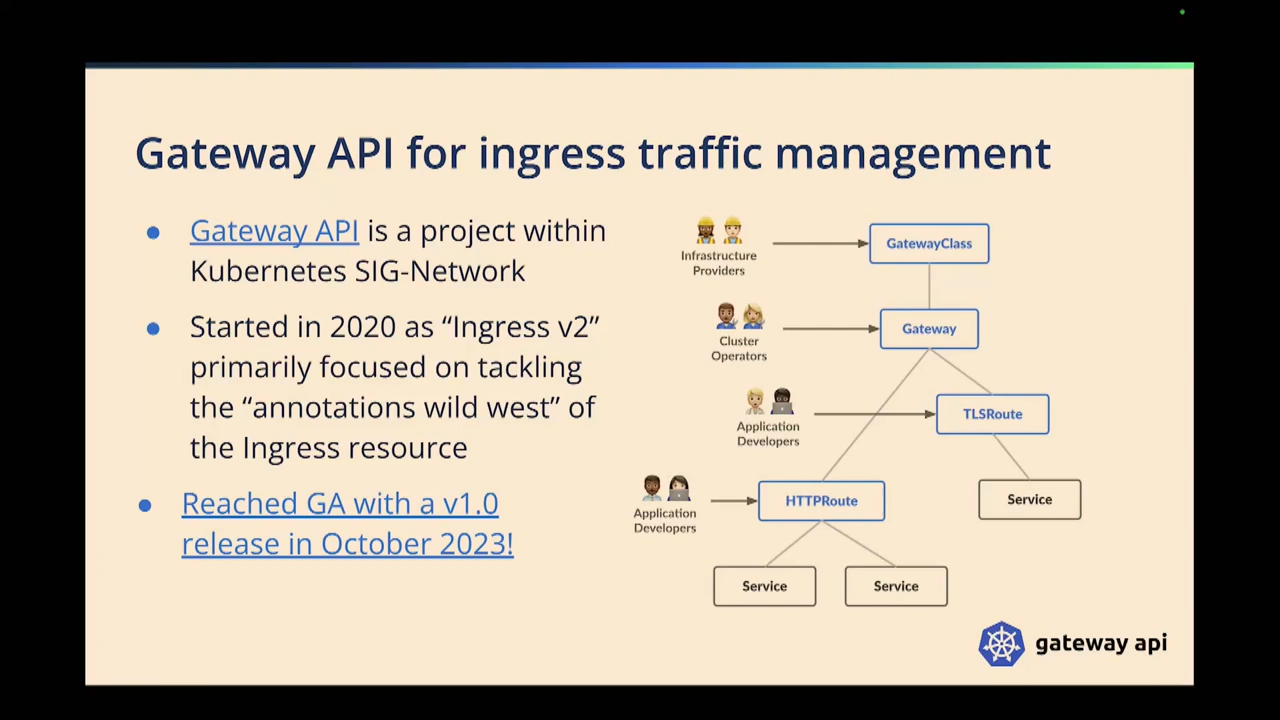 Gateway API for ingress traffic management
● Gateway API is a project within
Kubernetes SIG-Network
● Started in 2020 as “Ingress v2”
primarily focused on tackling
the “annotations wild west” of
the Ingress resource
● Reached GA with a v1.0
release in October 2023!
Infrastructure
Providers
GatewayClass
Cluster
Operators
Gateway
Application
Developers
TLSRoute
Application
Developers
HTTPRoute
Service
Service
Service
gateway api